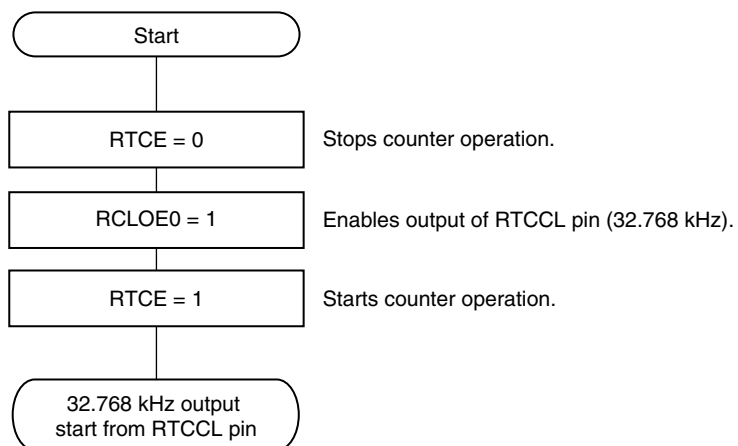 Start
RTCE = 0
Stops counter operation.
RCLOE0 = 1
Enables output of RTCCL pin (32.768 kHz).
RTCE = 1
Starts counter operation.
32.768 kHz output
start from RTCCL pin